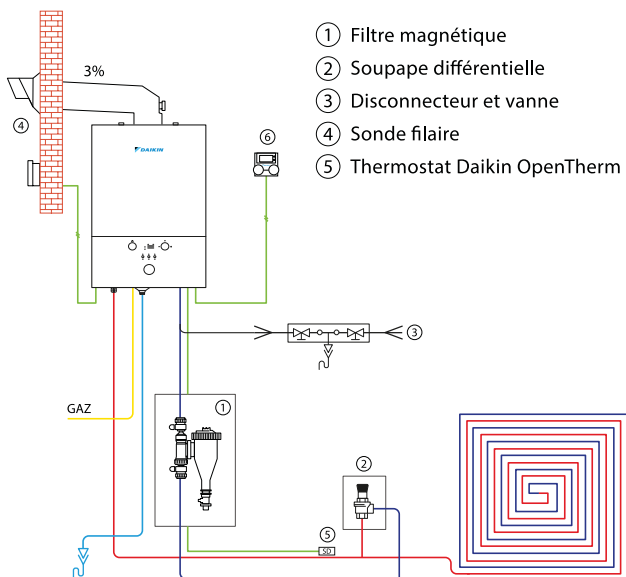 ① Filtre magnétique
② Soupape différentielle
③ Disconnecteur et vanne
④ Sonde filaire
⑤ Thermostat Daikin OpenTherm
3%
④
DAIKIN
⑥
③
GAZ
①
②
⑤
SD